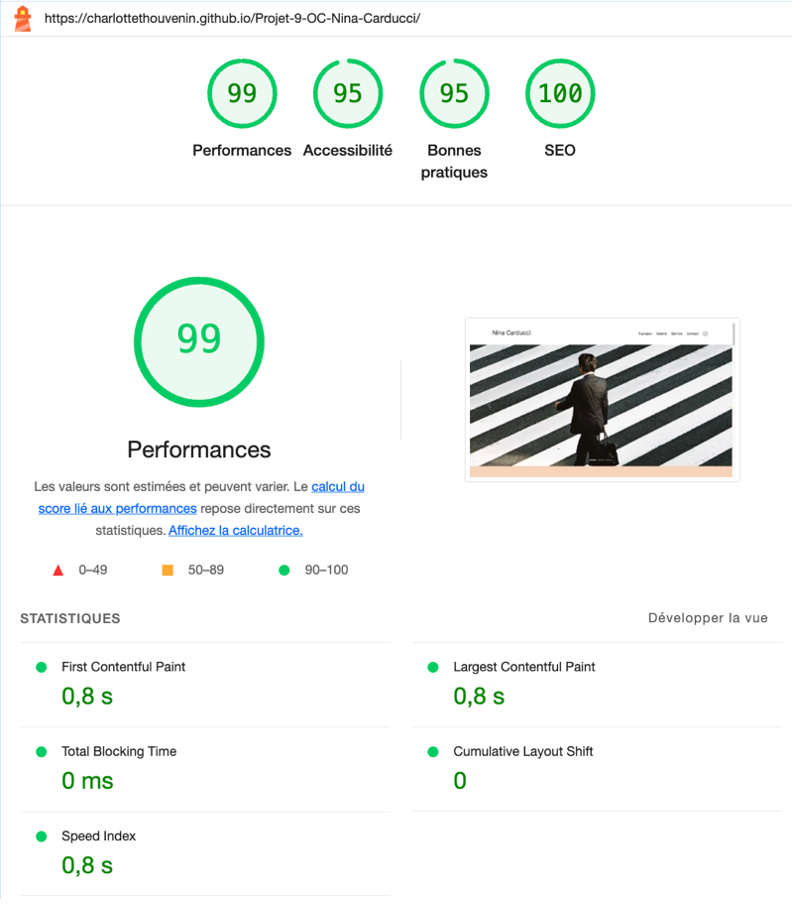 https://charlottethouvenin.github.io/Projet-9-OC-Nina-Carducci/
99 95 95 100
Performances Accessibilité Bonnes pratiques SEO
99
Performances
Les valeurs sont estimées et peuvent varier. Le calcul du
score lié aux performances repose directement sur ces
statistiques. Affichez la calculatrice.
0–49 50–89 90–100
Nina Carducci
STATISTIQUES Développer la vue
First Contentful Paint
0,8 s
Largest Contentful Paint
0,8 s
Total Blocking Time
0 ms
Cumulative Layout Shift
0
Speed Index
0,8 s